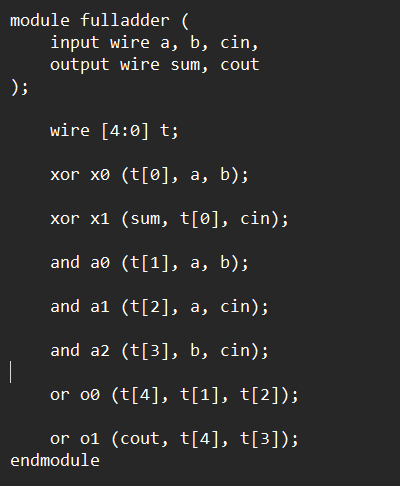 module fulladder (
    input wire a, b, cin,
    output wire sum, cout
);
    wire [4:0] t;
    xor x0 (t[0], a, b);
    xor x1 (sum, t[0], cin);
    and a0 (t[1], a, b);
    and a1 (t[2], a, cin);
    and a2 (t[3], b, cin);
    or o0 (t[4], t[1], t[2]);
    or o1 (cout, t[4], t[3]);
endmodule